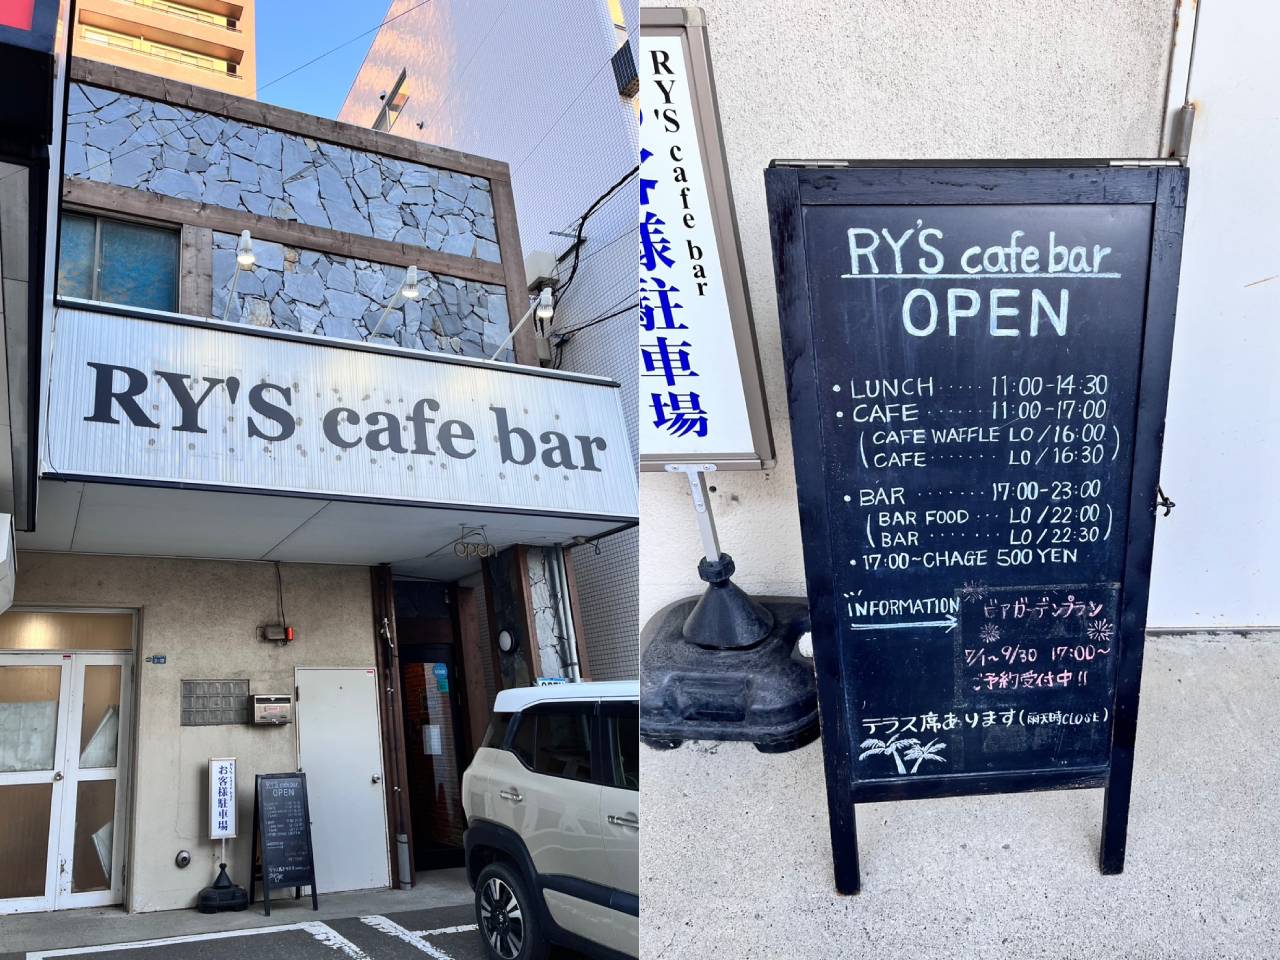 RY'S cafe bar
open
お客様駐車場
RY'S cafe bar
OPEN
RY'S cafe bar
客様駐車場
RY'S cafe bar
OPEN
• LUNCH ····· 11:00-14:30
• CAFE ······ 11:00-17:00
(CAFE WAFFLE LO/16:00
CAFE ······ LO/16:30)
• BAR ······· 17:00-23:00
(BAR FOOD ··· LO/22:00
BAR ······· LO/22:30)
• 17:00~CHAGE 500 YEN
INFORMATION
ビアガーデンプラン
7/1~9/30 17:00~
ご予約受付中!!
テラス席あります(雨天時CLOSE)